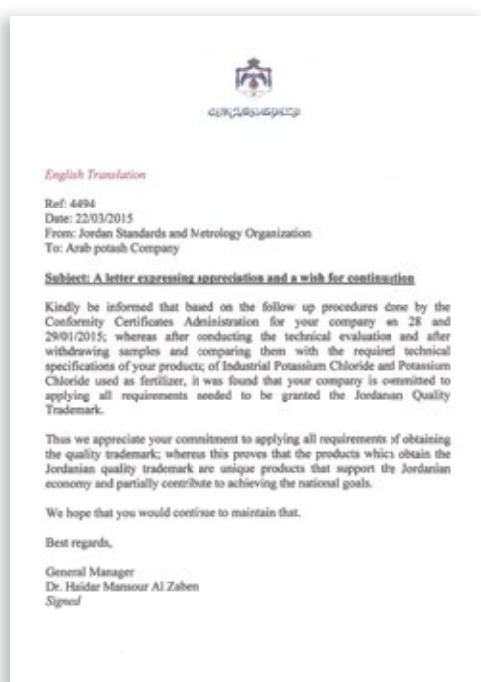 English Translation
Ref: 4494
Date: 22/03/2015
From: Jordan Standards and Metrology Organization
To: Arab potash Company
Subject: A letter expressing appreciation and a wish for continuation
Kindly be informed that based on the follow up procedures done by the
Conformity Certificates Administration for your company on 28 and
29/01/2015; whereas after conducting the technical evaluation and after
withdrawing samples and comparing them with the required technical
specifications of your products; of Industrial Potassium Chloride and Potassium
Chloride used as fertilizer, it was found that your company is committed to
applying all requirements needed to be granted the Jordanian Quality
Trademark.
Thus we appreciate your commitment to applying all requirements of obtaining
the quality trademark; whereas this proves that the products which obtain the
Jordanian quality trademark are unique products that support the Jordanian
economy and partially contribute to achieving the national goals.
We hope that you would continue to maintain that.
Best regards,
General Manager
Dr. Haidar Mansour Al Zaben
Signed